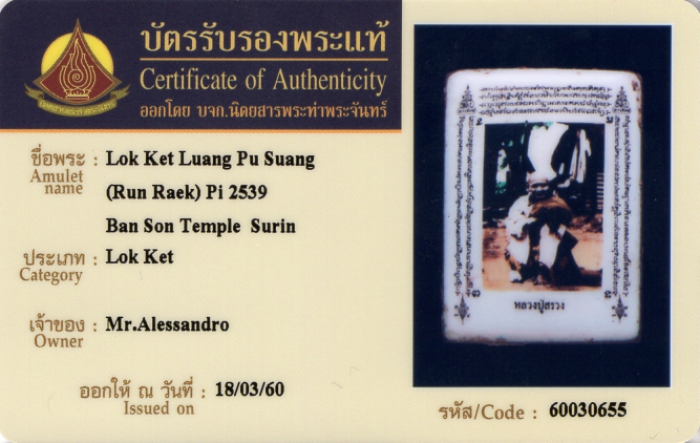 บัตรรับรองพระแท้
Certificate of Authenticity
ออกโดย บจก.นิตยสารพระท่าพระจันทร์
ชื่อพระ : Lok Ket Luang Pu Suang
Amulet
name
(Run Raek) Pi 2539
Ban Son Temple Surin
ประเภท : Lok Ket
Category
เจ้าของ : Mr.Alessandro
Owner
ออกให้ ณ วันที่ : 18/03/60
Issued on
หลวงปู่สรวง
รหัส/Code : 60030655